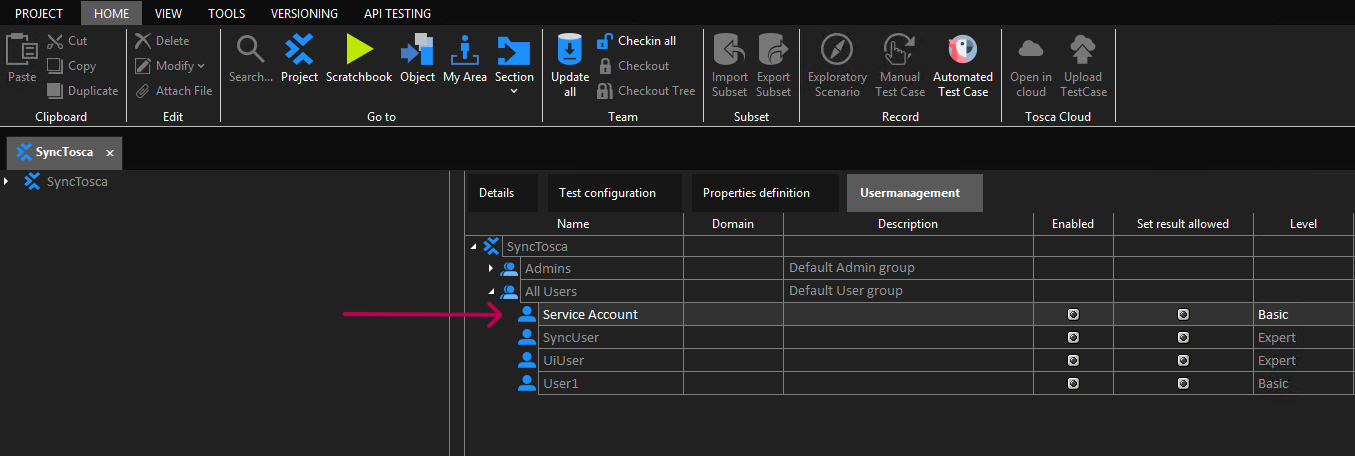 PROJECT HOME VIEW TOOLS VERSIONING API TESTING
Cut Delete Checkin all
Copy Modify Checkout
Duplicate Attach File Checkout Tree
Paste Search... Project Scratchbook Object My Area Section Update all Import Subset Export Subset Exploratory Scenario Manual Test Case Automated Test Case Open in cloud Upload TestCase
Clipboard Edit Go to Team Subset Record Tosca Cloud
SyncTosca x
SyncTosca
Details Test configuration Properties definition Usermanagement
Name Domain Description Enabled Set result allowed Level
SyncTosca
Admins Default Admin group
All Users Default User group
Service Account Basic
SyncUser Expert
UiUser Expert
User1 Basic